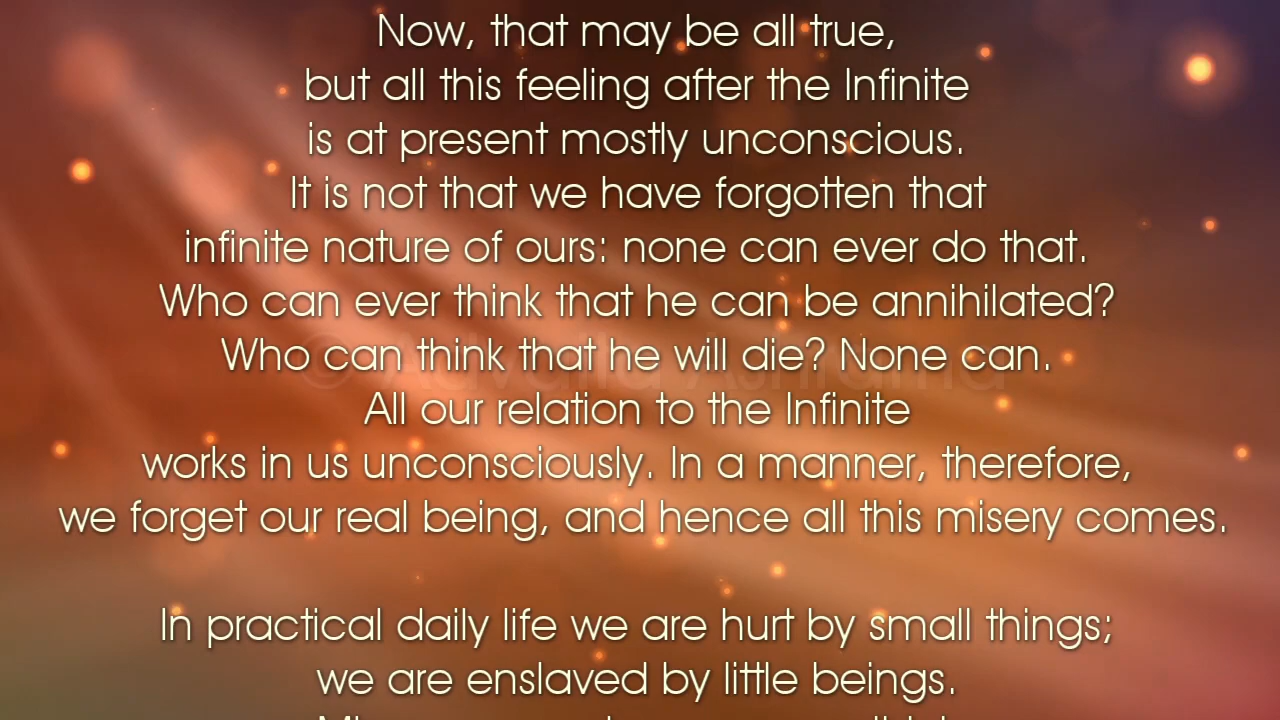 Now, that may be all true,
but all this feeling after the Infinite
is at present mostly unconscious.
It is not that we have forgotten that
infinite nature of ours: none can ever do that.
Who can ever think that he can be annihilated?
Who can think that he will die? None can.
© Advaita Ashrama
All our relation to the Infinite
works in us unconsciously. In a manner, therefore,
we forget our real being, and hence all this misery comes.
In practical daily life we are hurt by small things;
we are enslaved by little beings.